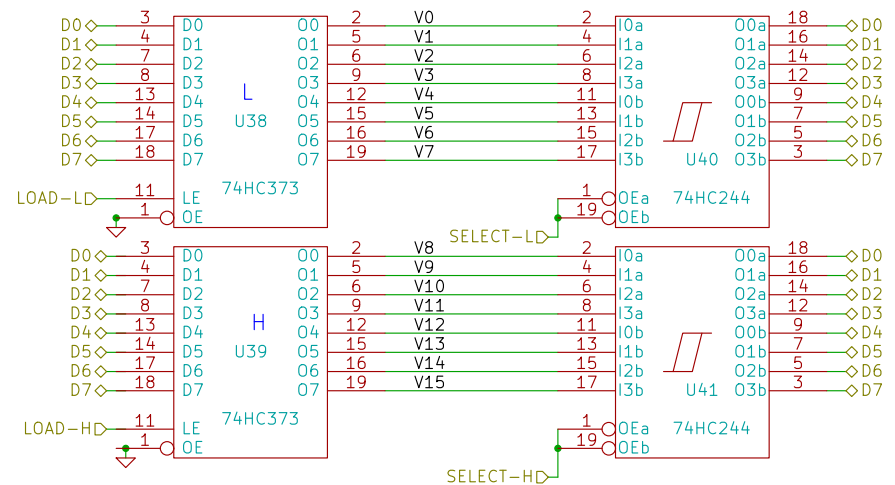 D0 3 D0 O0 2 V0 2 I0a O0a 18 D0
D1 4 D1 O1 5 V1 4 I1a O1a 16 D1
D2 7 D2 O2 6 V2 6 I2a O2a 14 D2
D3 8 D3 O3 9 V3 8 I3a O3a 12 D3
D4 13 D4 L O4 12 V4 11 I0b O0b 9 D4
D5 14 D5 U38 O5 15 V5 13 I1b O1b 7 D5
D6 17 D6 O6 16 V6 15 I2b O2b 5 D6
D7 18 D7 O7 19 V7 17 I3b U40 O3b 3 D7
LOAD-L 11 LE 74HC373 1 OEa 74HC244
1 OE 19 OEb
SELECT-L
D0 3 D0 O0 2 V8 2 I0a O0a 18 D0
D1 4 D1 O1 5 V9 4 I1a O1a 16 D1
D2 7 D2 O2 6 V10 6 I2a O2a 14 D2
D3 8 D3 O3 9 V11 8 I3a O3a 12 D3
D4 13 D4 H O4 12 V12 11 I0b O0b 9 D4
D5 14 D5 U39 O5 15 V13 13 I1b O1b 7 D5
D6 17 D6 O6 16 V14 15 I2b O2b 5 D6
D7 18 D7 O7 19 V15 17 I3b U41 O3b 3 D7
LOAD-H 11 LE 74HC373 1 OEa 74HC244
1 OE 19 OEb
SELECT-H